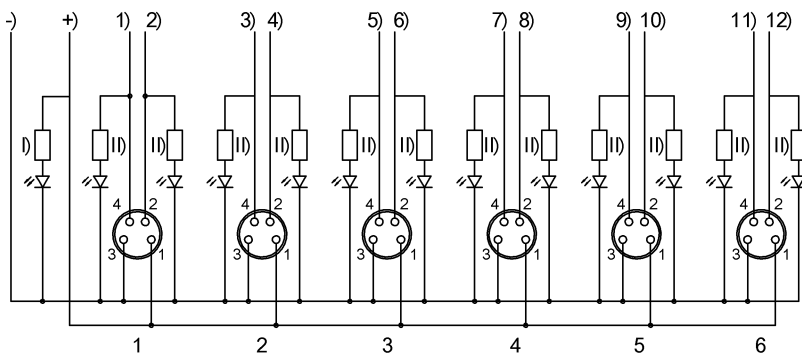 -) +) 1) 2) 3) 4) 5) 6) 7) 8) 9) 10) 11) 12)
I) II) II) II) II) II) II) II) II) II) II) II) II)
4 2 4 2 4 2 4 2 4 2 4 2
3 1 3 1 3 1 3 1 3 1 3 1
1 2 3 4 5 6